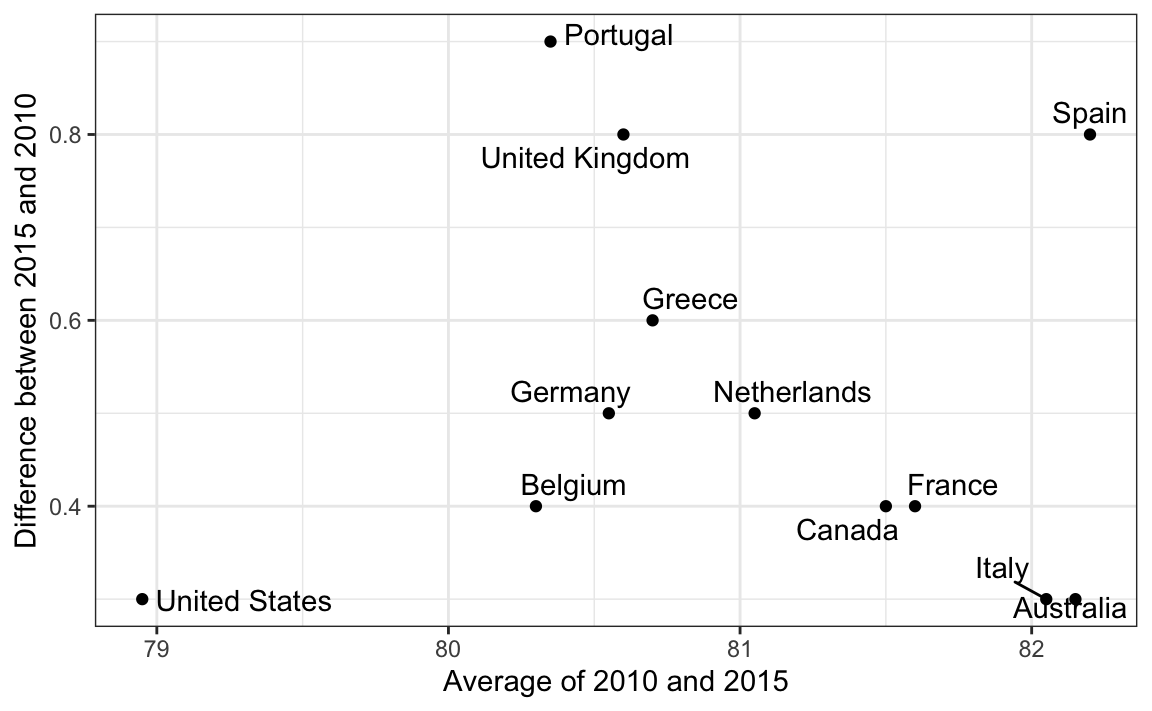 Portugal
Spain
0.8
United Kingdom
Greece
0.6
Germany
Netherlands
Belgium
France
0.4
Canada
Italy
United States
Australia
79
80
81
82
Average of 2010 and 2015
Difference between 2015 and 2010